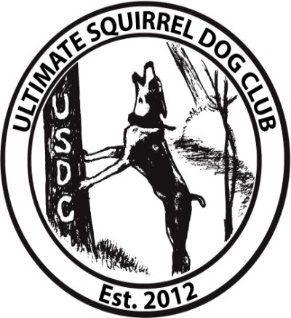 ULTIMATE SQUIRREL DOG CLUB
USDC
Est. 2012